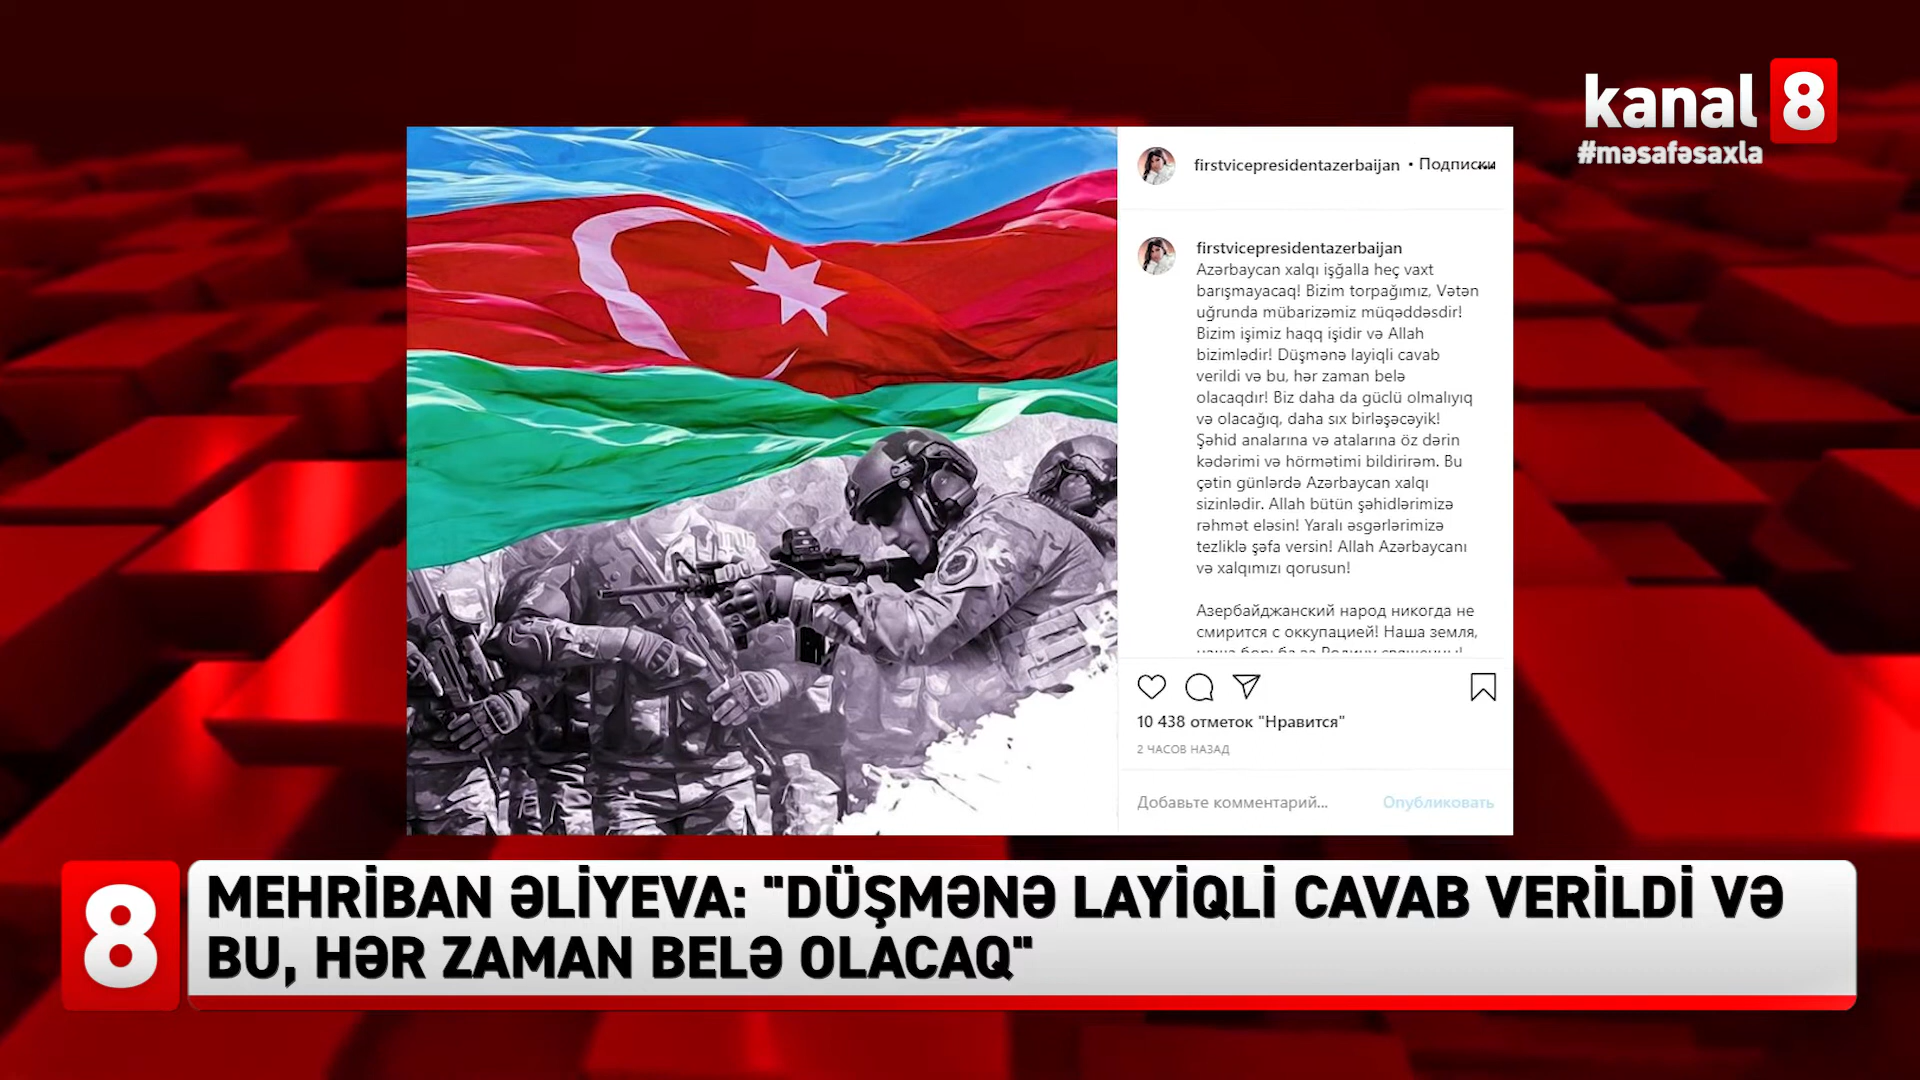 kanal 8
#məsafəsaxla
firstvicepresidentazerbaijan • Подписки
firstvicepresidentazerbaijan
Azərbaycan xalqı işğalla heç vaxt
barışmayacaq! Bizim torpağımız, Vətən
uğrunda mübarizəmiz müqəddəsdir!
Bizim işimiz haqq işidir və Allah
bizimlədir! Düşmənə layiqli cavab
verildi və bu, hər zaman belə
olacaqdır! Biz daha da güclü olmalıyıq
və olacağıq, daha sıx birləşəcəyik!
Şəhid analarına və atalarına öz dərin
kədərimi və hörmətimi bildirirəm. Bu
çətin günlərdə Azərbaycan xalqı
sizinlədir. Allah bütün şəhidlərimizə
rəhmət eləsin! Yaralı əsgərlərimizə
tezliklə şəfa versin! Allah Azərbaycanı
və xalqımızı qorusun!
Азербайджанский народ никогда не
смирится с оккупацией! Наша земля,
наша борьба за Родину священны!
10 438 отметок "Нравится"
2 ЧАСОВ НАЗАД
Добавьте комментарий... Опубликовать
8
MEHRİBAN ƏLİYEVA: "DÜŞMƏNƏ LAYİQLİ CAVAB VERİLDİ VƏ
BU, HƏR ZAMAN BELƏ OLACAQ"